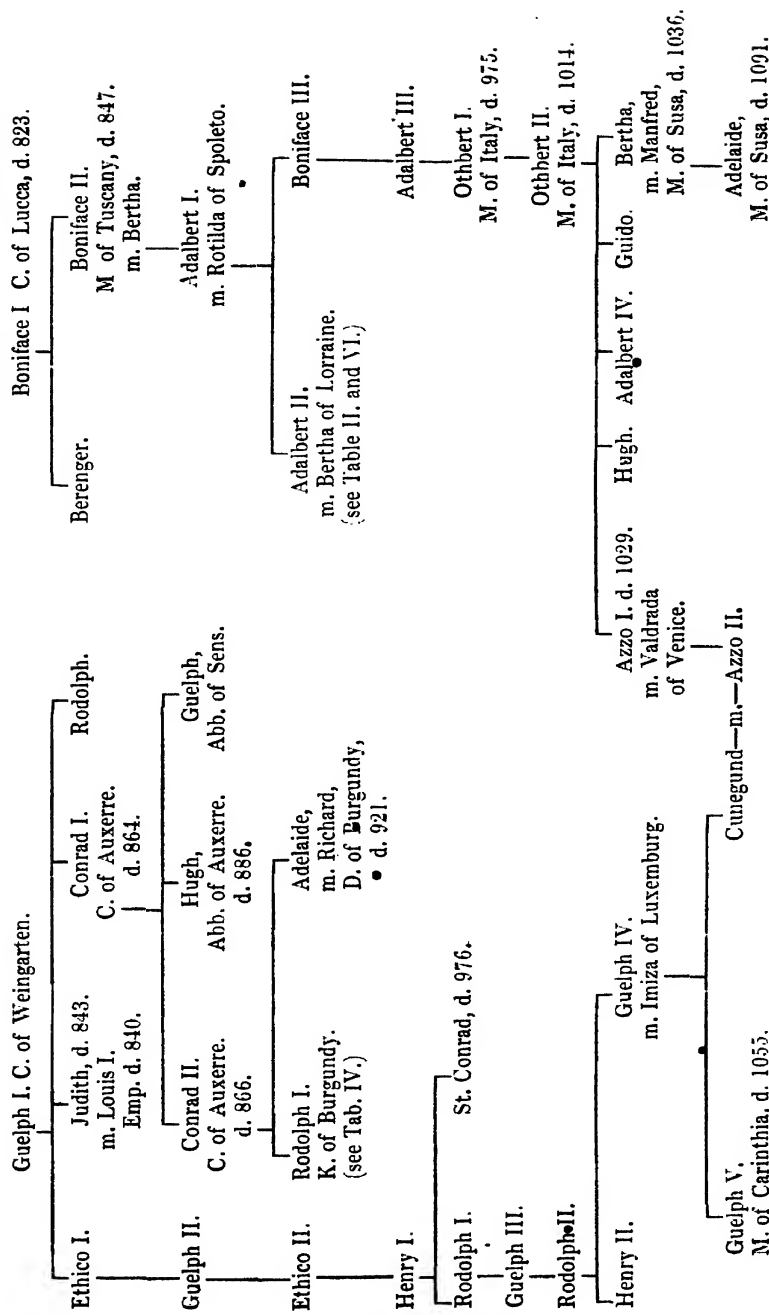 Guelph I. C. of Weingarten.
Ethico I.
Judith, d. 843.
m. Louis I.
Emp. d. 840.
Conrad I.
C. of Auxerre.
d. 864.
Rodolph.
Guelph II.
Conrad II.
C. of Auxerre.
d. 866.
Hugh,
Abb. of Auxerre.
d. 886.
Guelph,
Abb. of Sens.
Ethico II.
Rodolph I.
K. of Burgundy.
(see Tab. IV.)
Adelaide,
m. Richard,
D. of Burgundy,
d. 921.
Henry I.
Rodolph I.
St. Conrad, d. 976.
Guelph III.
Rodolph II.
Henry II.
Guelph IV.
m. Imiza of Luxemburg.
Guelph V.
M. of Carinthia, d. 1055.
Cunegund—m.—Azzo II.
Boniface I C. of Lucca, d. 823.
Berenger.
Boniface II.
M of Tuscany, d. 847.
m. Bertha.
Adalbert I.
m. Rotilda of Spoleto.
Adalbert II.
m. Bertha of Lorraine.
(see Table II. and VI.)
Boniface III.
Adalbert III.
Othbert I.
M. of Italy, d. 975.
Othbert II.
M. of Italy, d. 1014.
Azzo I. d. 1029.
m. Valdrada
of Venice.
Hugh.
Adalbert IV.
Guido.
Bertha,
m. Manfred,
M. of Susa, d. 1036.
Adelaide,
M. of Susa, d. 1091.